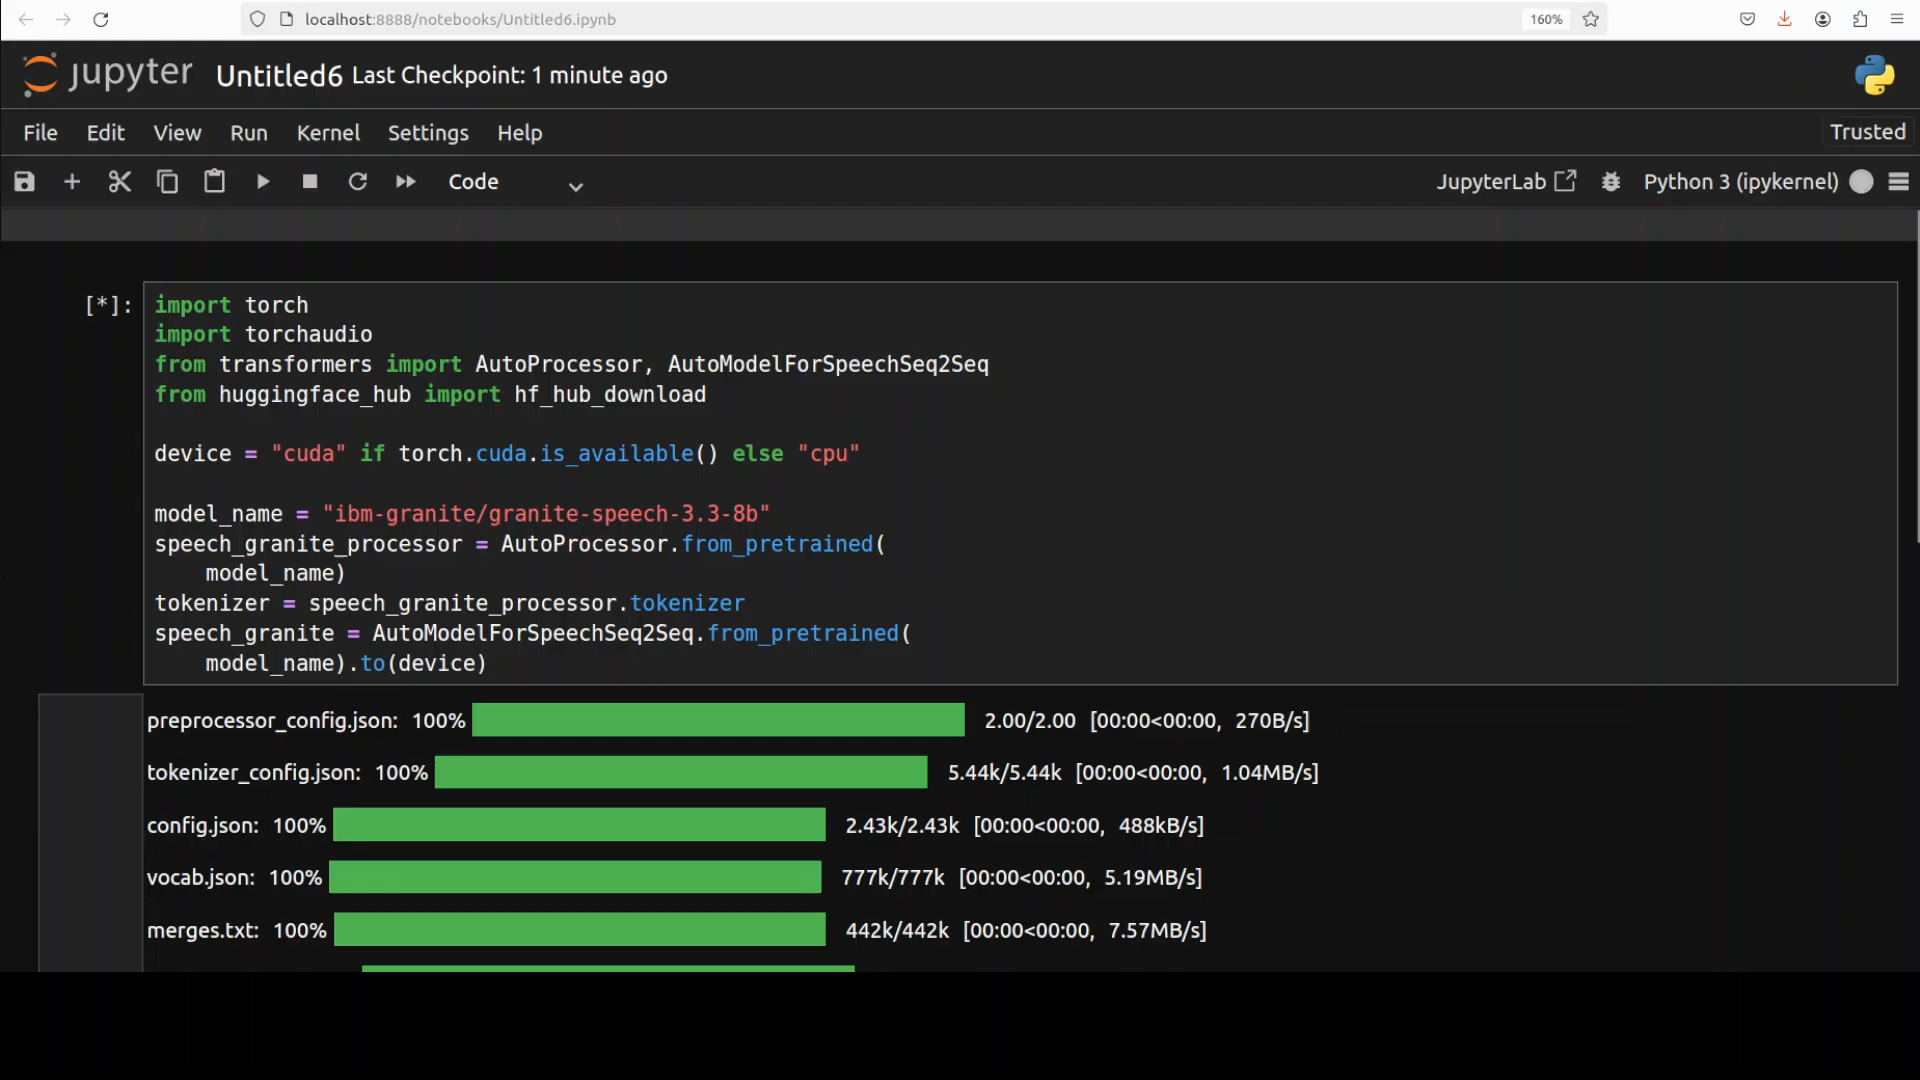 localhost:8888/notebooks/Untitled6.ipynb
160%
jupyter Untitled6 Last Checkpoint: 1 minute ago
File Edit View Run Kernel Settings Help
Trusted
Code
JupyterLab
Python 3 (ipykernel)
[*]:
import torch
import torchaudio
from transformers import AutoProcessor, AutoModelForSpeechSeq2Seq
from huggingface_hub import hf_hub_download
device = "cuda" if torch.cuda.is_available() else "cpu"
model_name = "ibm-granite/granite-speech-3.3-8b"
speech_granite_processor = AutoProcessor.from_pretrained(
    model_name)
tokenizer = speech_granite_processor.tokenizer
speech_granite = AutoModelForSpeechSeq2Seq.from_pretrained(
    model_name).to(device)
preprocessor_config.json: 100% 2.00/2.00 [00:00<00:00, 270B/s]
tokenizer_config.json: 100% 5.44k/5.44k [00:00<00:00, 1.04MB/s]
config.json: 100% 2.43k/2.43k [00:00<00:00, 488kB/s]
vocab.json: 100% 777k/777k [00:00<00:00, 5.19MB/s]
merges.txt: 100% 442k/442k [00:00<00:00, 7.57MB/s]